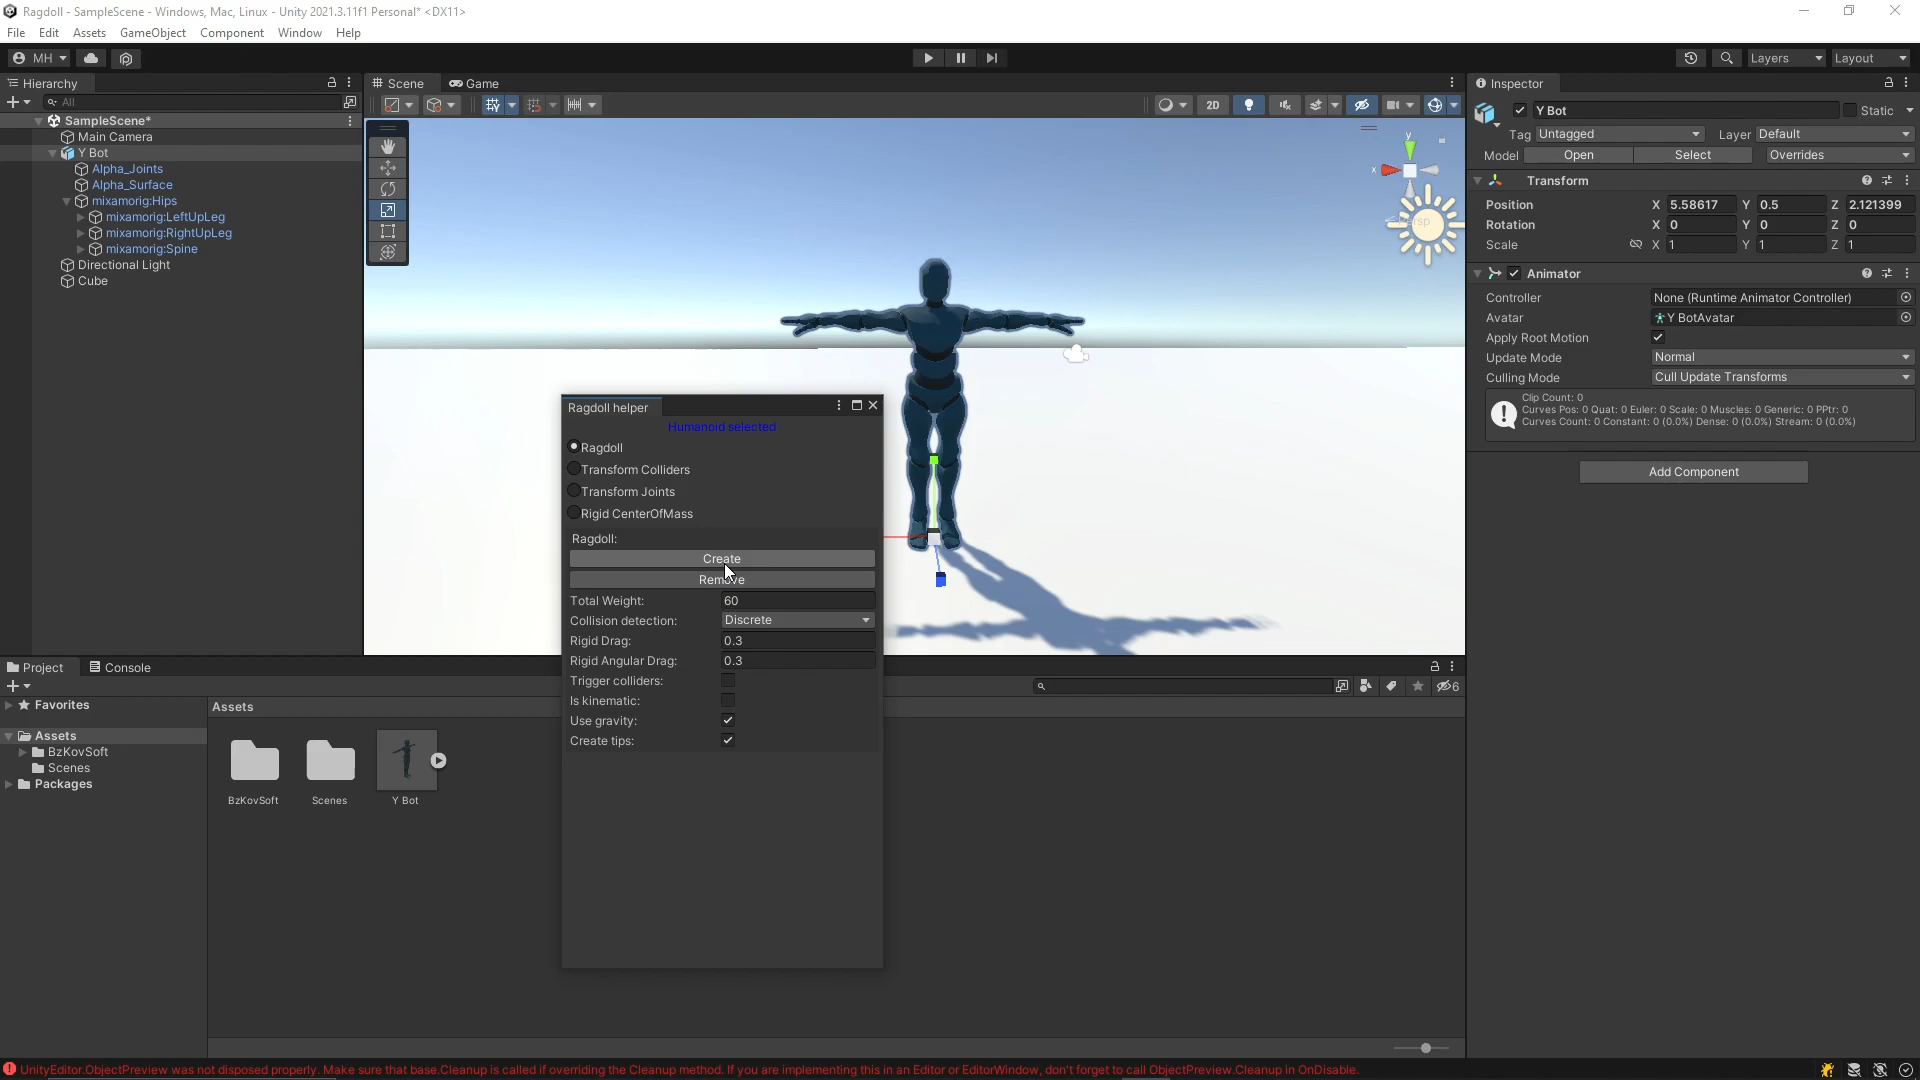 Ragdoll - SampleScene - Windows, Mac, Linux - Unity 2021.3.11f1 Personal* <DX11>
File Edit Assets GameObject Component Window Help
MH Layers Layout
Hierarchy
All
SampleScene*
Main Camera
Y Bot
Alpha_Joints
Alpha_Surface
mixamorig:Hips
mixamorig:LeftUpLeg
mixamorig:RightUpLeg
mixamorig:Spine
Directional Light
Cube
Scene Game
2D
y
x
Persp
Ragdoll helper
Humanoid selected
Ragdoll
Transform Colliders
Transform Joints
Rigid CenterOfMass
Ragdoll:
Create
Remove
Total Weight: 60
Collision detection: Discrete
Rigid Drag: 0.3
Rigid Angular Drag: 0.3
Trigger colliders:
Is kinematic:
Use gravity:
Create tips:
Inspector
Y Bot Static
Tag Untagged Layer Default
Model Open Select Overrides
Transform
Position X 5.58617 Y 0.5 Z 2.121399
Rotation X 0 Y 0 Z 0
Scale X 1 Y 1 Z 1
Animator
Controller None (Runtime Animator Controller)
Avatar Y BotAvatar
Apply Root Motion
Update Mode Normal
Culling Mode Cull Update Transforms
Clip Count: 0
Curves Pos: 0 Quat: 0 Euler: 0 Scale: 0 Muscles: 0 Generic: 0 PPtr: 0
Curves Count: 0 Constant: 0 (0.0%) Dense: 0 (0.0%) Stream: 0 (0.0%)
Add Component
Project Console
6
Favorites
Assets
BzKovSoft
Scenes
Packages
Assets
BzKovSoft Scenes Y Bot
UnityEditor.ObjectPreview was not disposed properly. Make sure that base.Cleanup is called if overriding the Cleanup method. If you are implementing this in an Editor or EditorWindow, don't forget to call ObjectPreview.Cleanup in OnDisable.